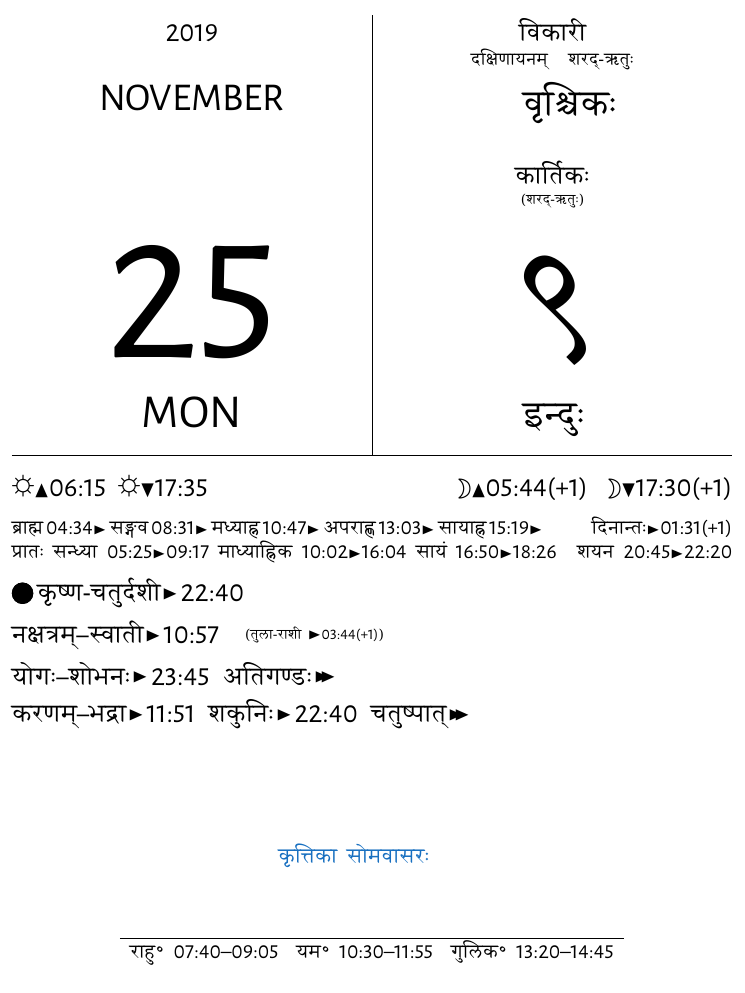 2019
NOVEMBER
25
MON
विकारी
दक्षिणायनम् शरद्-ऋतुः
वृश्चिकः
कार्तिकः
(शरद्-ऋतुः)
९
इन्दुः
☼▲06:15 ☼▼17:35 ☽▲05:44(+1) ☽▼17:30(+1)
ब्राह्म 04:34► सङ्गव 08:31► मध्याह्न 10:47► अपराह्ण 13:03► सायाह्न 15:19► दिनान्तः►01:31(+1)
प्रातः सन्ध्या 05:25►09:17 माध्याह्निक 10:02►16:04 सायं 16:50►18:26 शयन 20:45►22:20
●कृष्ण-चतुर्दशी►22:40
नक्षत्रम्–स्वाती►10:57 (तुला-राशी ►03:44(+1))
योगः–शोभनः►23:45 अतिगण्डः►►
करणम्–भद्रा►11:51 शकुनिः►22:40 चतुष्पात्►►
कृत्तिका सोमवासरः
राहु॰ 07:40–09:05 यम॰ 10:30–11:55 गुलिक॰ 13:20–14:45